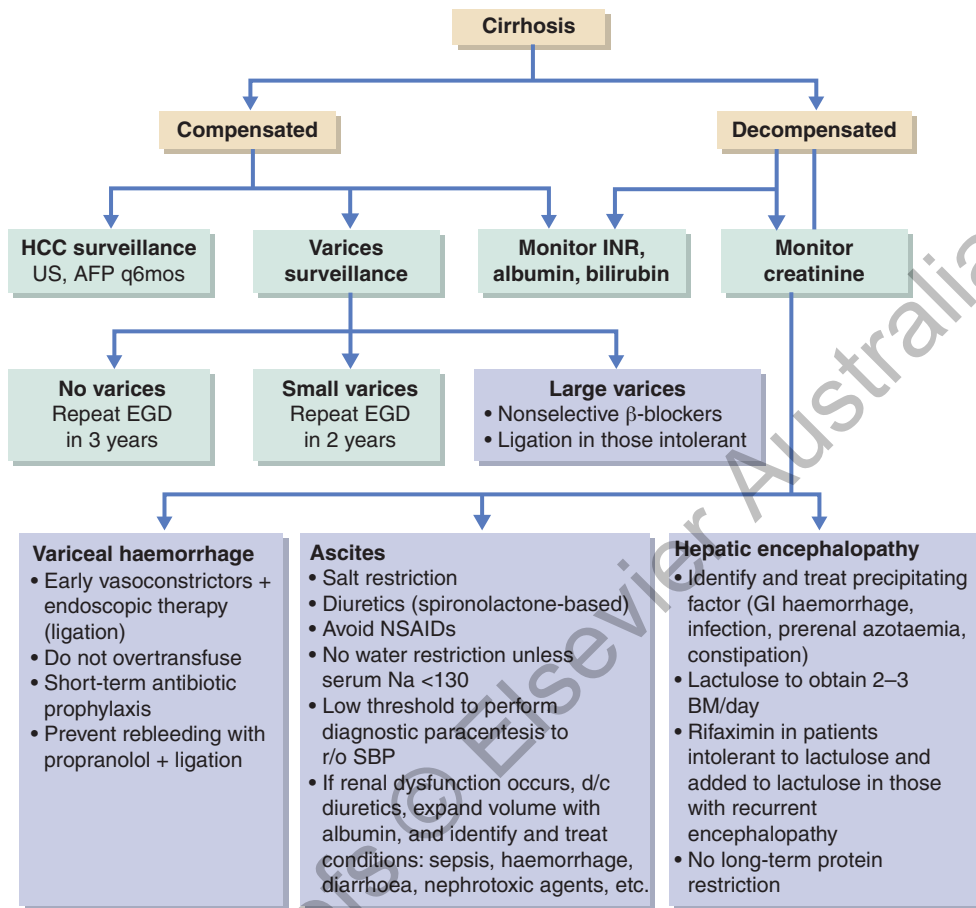 Cirrhosis
Compensated
Decompensated
HCC surveillance
US, AFP q6mos
Varices
surveillance
Monitor INR,
albumin, bilirubin
Monitor
creatinine
No varices
Repeat EGD
in 3 years
Small varices
Repeat EGD
in 2 years
Large varices
• Nonselective β-blockers
• Ligation in those intolerant
Variceal haemorrhage
• Early vasoconstrictors +
endoscopic therapy
(ligation)
• Do not overtransfuse
• Short-term antibiotic
prophylaxis
• Prevent rebleeding with
propranolol + ligation
Ascites
• Salt restriction
• Diuretics (spironolactone-based)
• Avoid NSAIDs
• No water restriction unless
serum Na <130
• Low threshold to perform
diagnostic paracentesis to
r/o SBP
• If renal dysfunction occurs, d/c
diuretics, expand volume with
albumin, and identify and treat
conditions: sepsis, haemorrhage,
diarrhoea, nephrotoxic agents, etc.
Hepatic encephalopathy
• Identify and treat precipitating
factor (GI haemorrhage,
infection, prerenal azotaemia,
constipation)
• Lactulose to obtain 2–3
BM/day
• Rifaximin in patients
intolerant to lactulose and
added to lactulose in those
with recurrent
encephalopathy
• No long-term protein
restriction
© Elsevier Australia